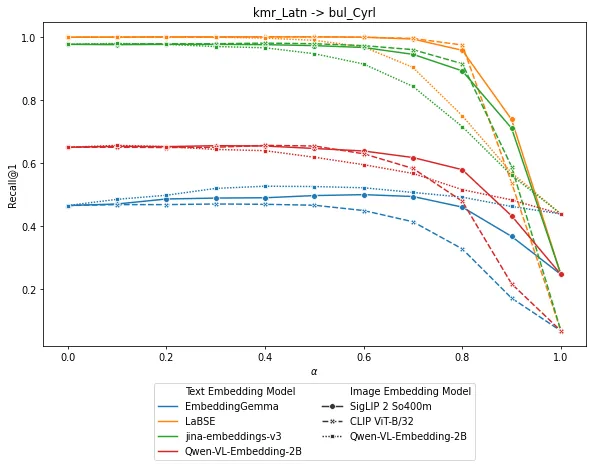 kmr_Latn -> bul_Cyrl
Recall@1
1.0
0.8
0.6
0.4
0.2
0.0 0.2 0.4 0.6 0.8 1.0
α
Text Embedding Model Image Embedding Model
EmbeddingGemma SigLIP 2 So400m
LaBSE CLIP ViT-B/32
jina-embeddings-v3 Qwen-VL-Embedding-2B
Qwen-VL-Embedding-2B